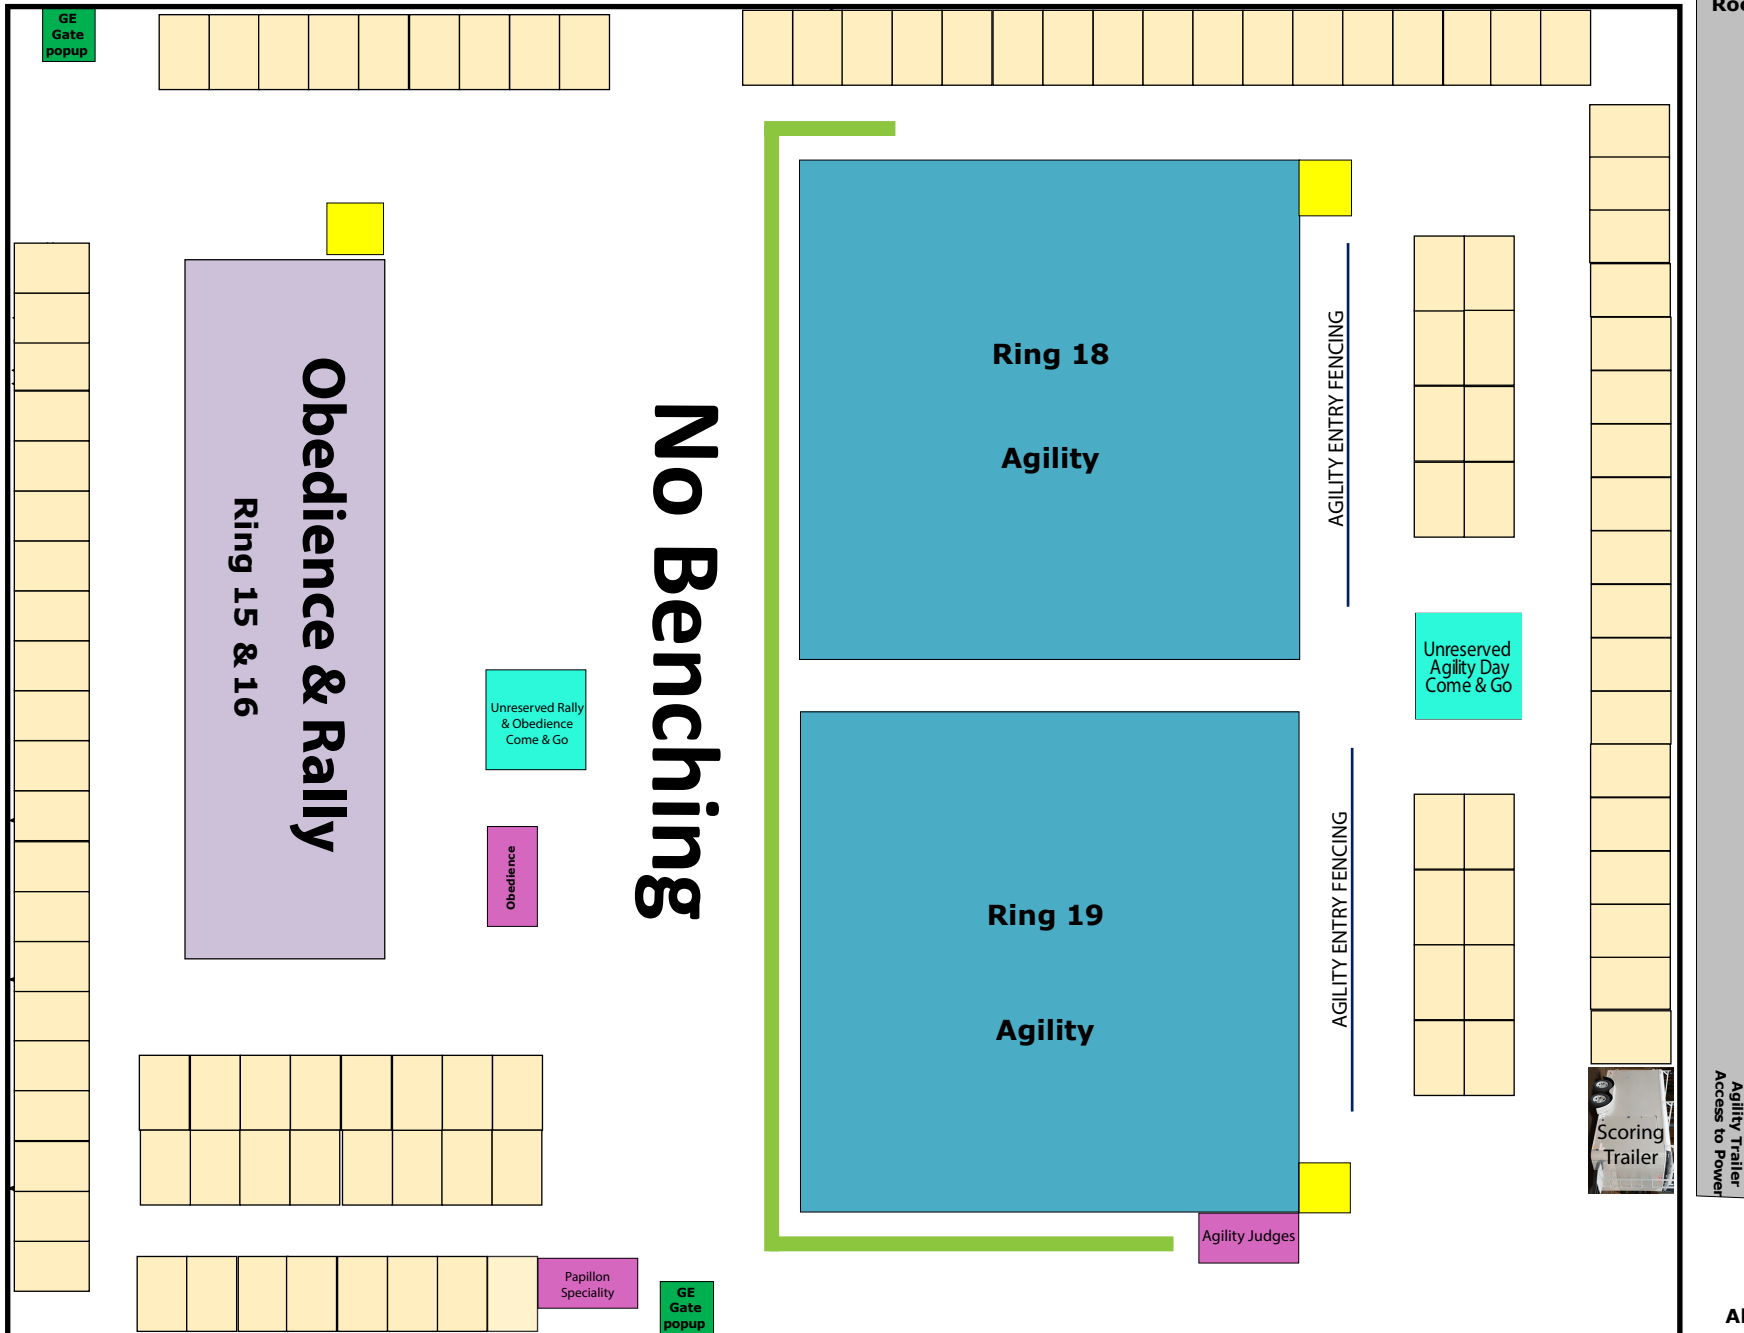 GE
Gate
popup
Obedience & Rally
Ring 15 & 16
No Benching
Ring 18
Agility
AGILITY ENTRY FENCING
Unreserved
Agility Day
Come & Go
Unreserved Rally
& Obedience
Come & Go
Obedience
Ring 19
Agility
AGILITY ENTRY FENCING
Scoring
Trailer
Agility Trailer
Access to Power
Agility Judges
Papillon
Speciality
GE
Gate
popup